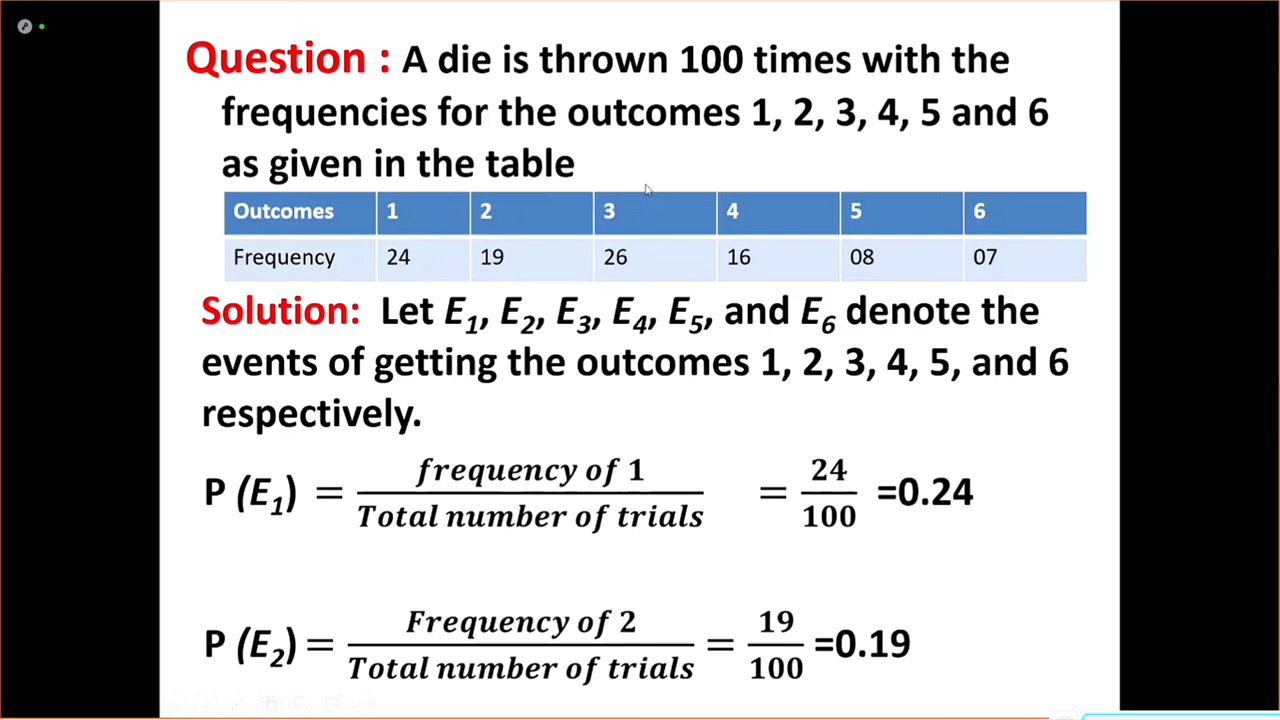 Question : A die is thrown 100 times with the
frequencies for the outcomes 1, 2, 3, 4, 5 and 6
as given in the table
Outcomes 1 2 3 4 5 6
Frequency 24 19 26 16 08 07
Solution: Let E₁, E₂, E₃, E₄, E₅, and E₆ denote the
events of getting the outcomes 1, 2, 3, 4, 5, and 6
respectively.
P (E₁) = frequency of 1 / Total number of trials = 24/100 =0.24
P (E₂) = Frequency of 2 / Total number of trials = 19/100 =0.19